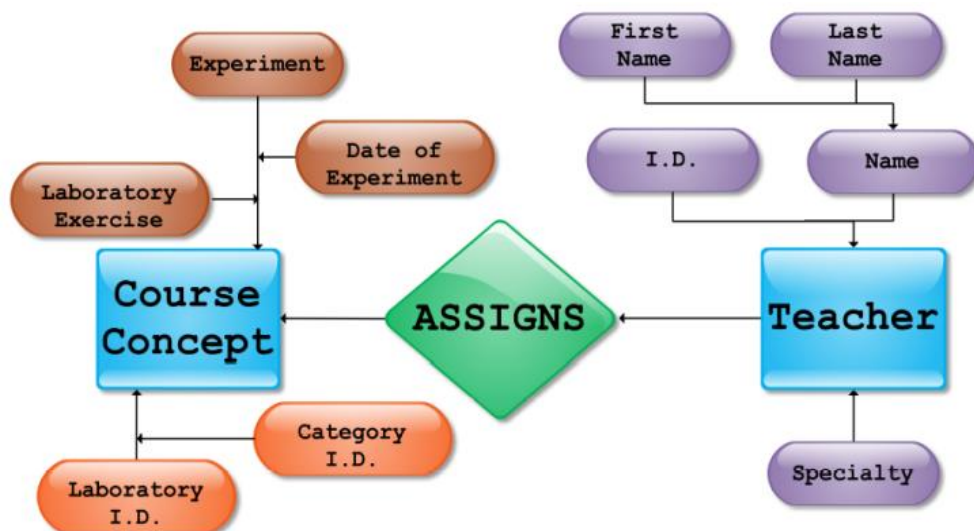 Experiment
Date of
Experiment
Laboratory
Exercise
Course
Concept
Category
I.D.
Laboratory
I.D.
ASSIGNS
First
Name
Last
Name
I.D.
Name
Teacher
Specialty